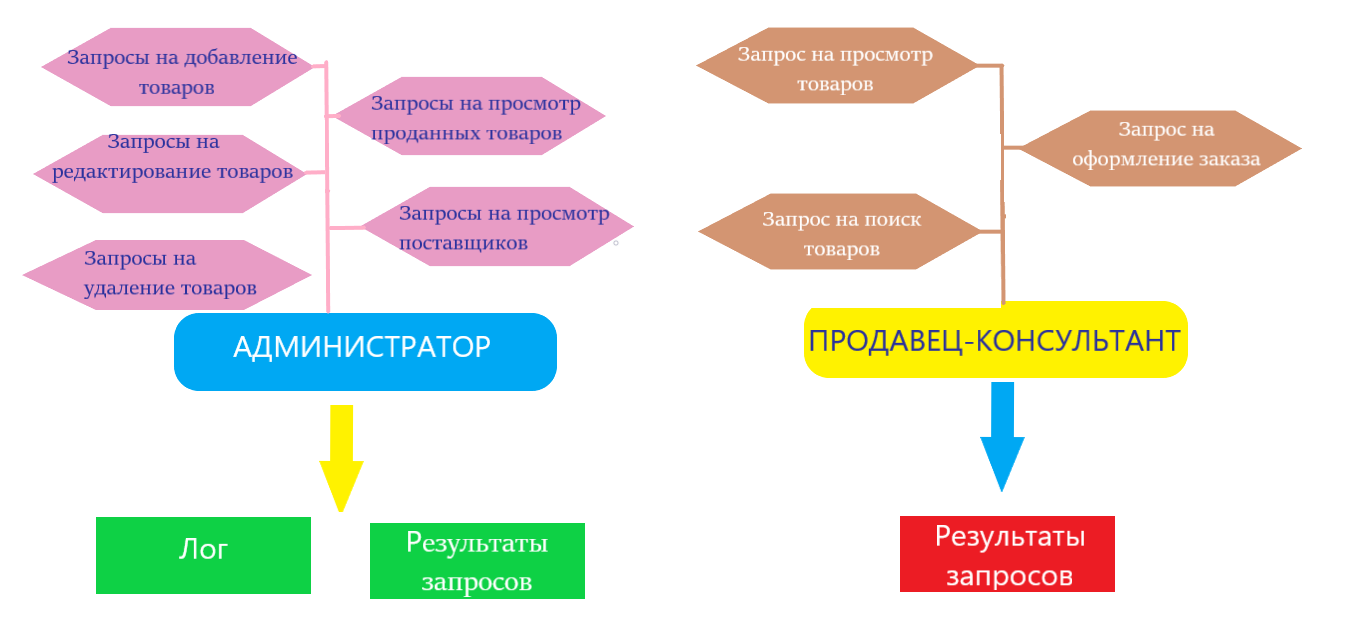 Запросы на добавление
товаров
Запросы на просмотр
проданных товаров
Запросы на
редактирование товаров
Запросы на просмотр
поставщиков
Запросы на
удаление товаров
АДМИНИСТРАТОР
Лог
Результаты
запросов
Запрос на просмотр
товаров
Запрос на
оформление заказа
Запрос на поиск
товаров
ПРОДАВЕЦ-КОНСУЛЬТАНТ
Результаты
запросов